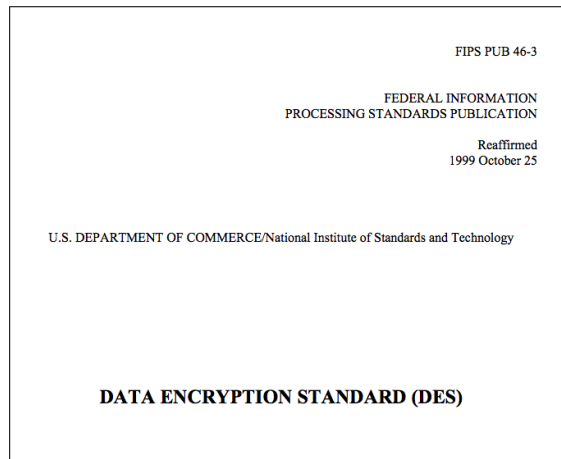 FIPS PUB 46-3
FEDERAL INFORMATION
PROCESSING STANDARDS PUBLICATION
Reaffirmed
1999 October 25
U.S. DEPARTMENT OF COMMERCE/National Institute of Standards and Technology
DATA ENCRYPTION STANDARD (DES)